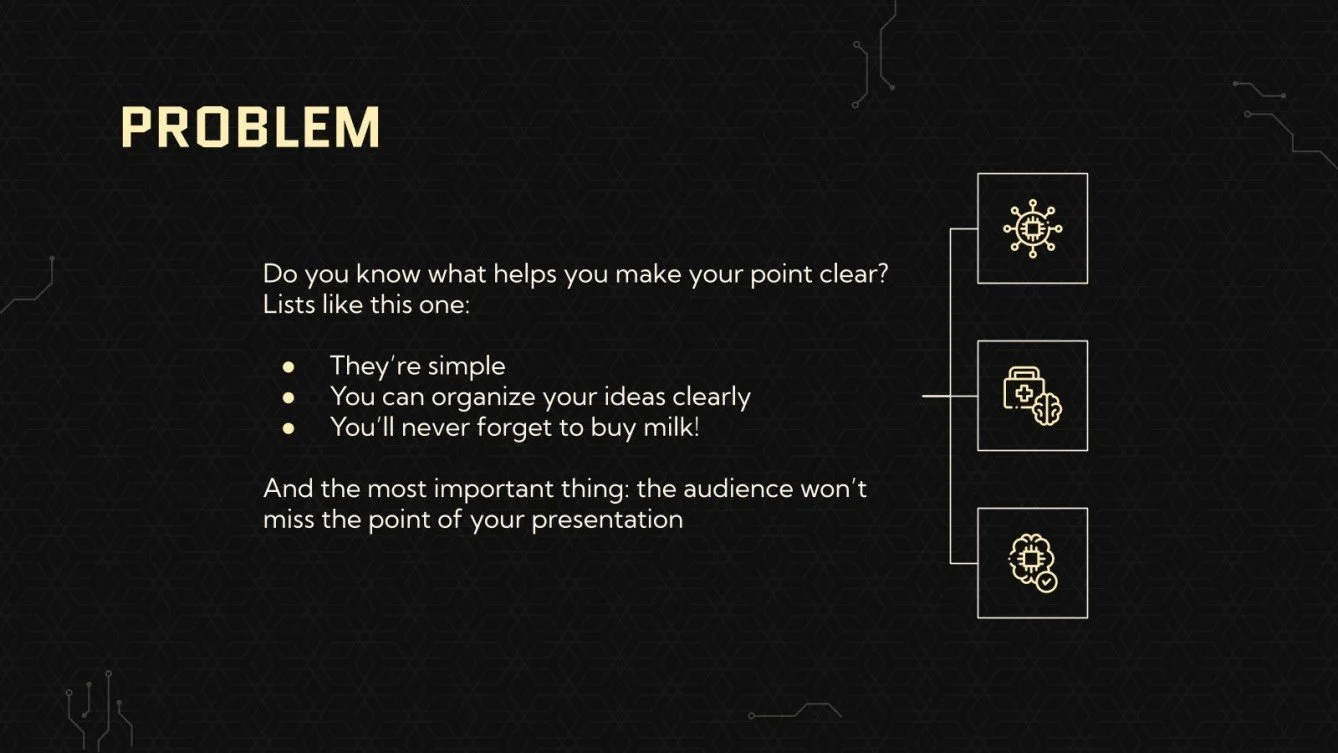 PROBLEM
Do you know what helps you make your point clear?
Lists like this one:
● They’re simple
● You can organize your ideas clearly
● You’ll never forget to buy milk!
And the most important thing: the audience won’t
miss the point of your presentation